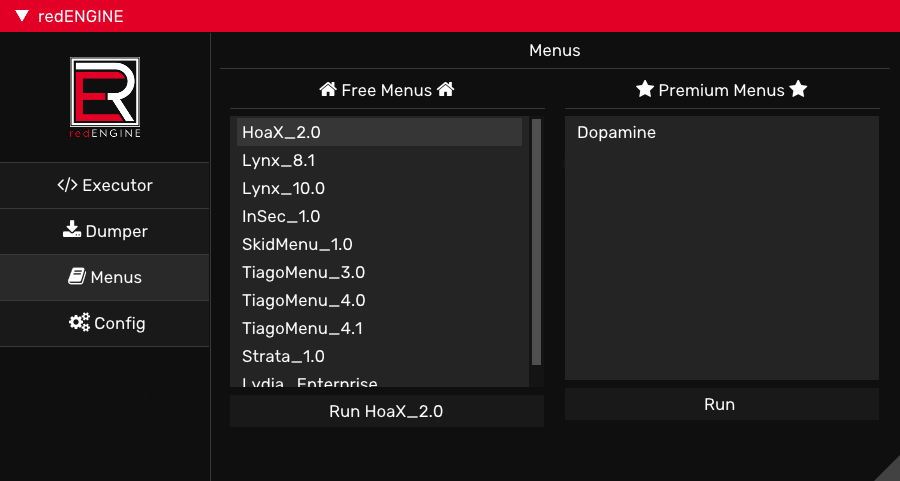 redENGINE
ER
redENGINE
Executor
Dumper
Menus
Config
Menus
Free Menus
HoaX_2.0
Lynx_8.1
Lynx_10.0
InSec_1.0
SkidMenu_1.0
TiagoMenu_3.0
TiagoMenu_4.0
TiagoMenu_4.1
Strata_1.0
Lydia_Enterprise
Run HoaX_2.0
Premium Menus
Dopamine
Run